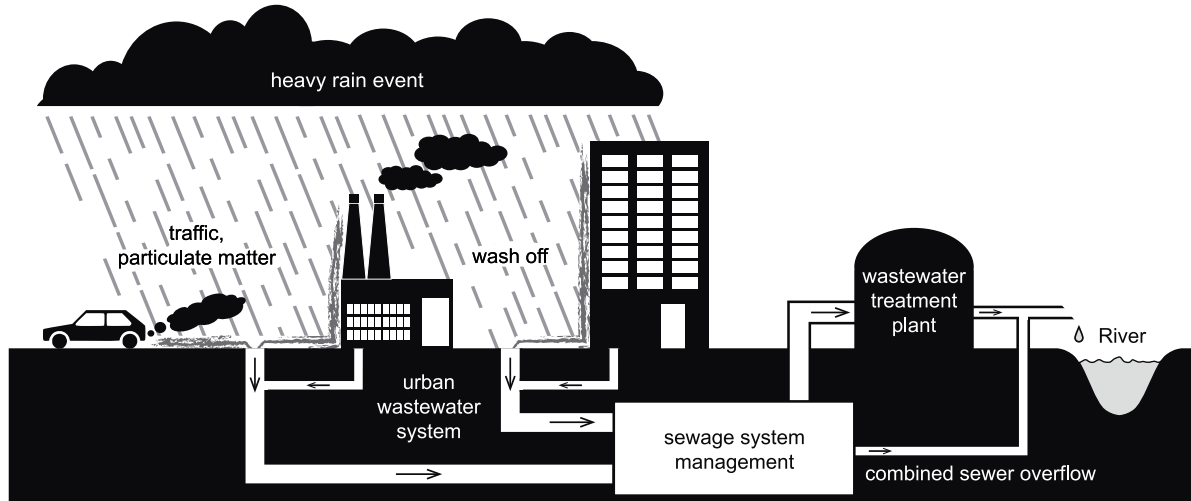 heavy rain event
traffic,
particulate matter
wash off
wastewater
treatment
plant
River
urban
wastewater
system
sewage system
management
combined sewer overflow